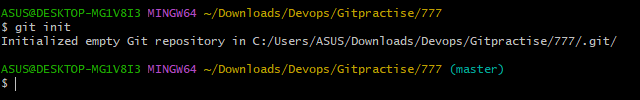 ASUS@DESKTOP-MG1V8I3 MINGW64 ~/Downloads/Devops/Gitpractise/777
$ git init
Initialized empty Git repository in C:/Users/ASUS/Downloads/Devops/Gitpractise/777/.git/
ASUS@DESKTOP-MG1V8I3 MINGW64 ~/Downloads/Devops/Gitpractise/777 (master)
$